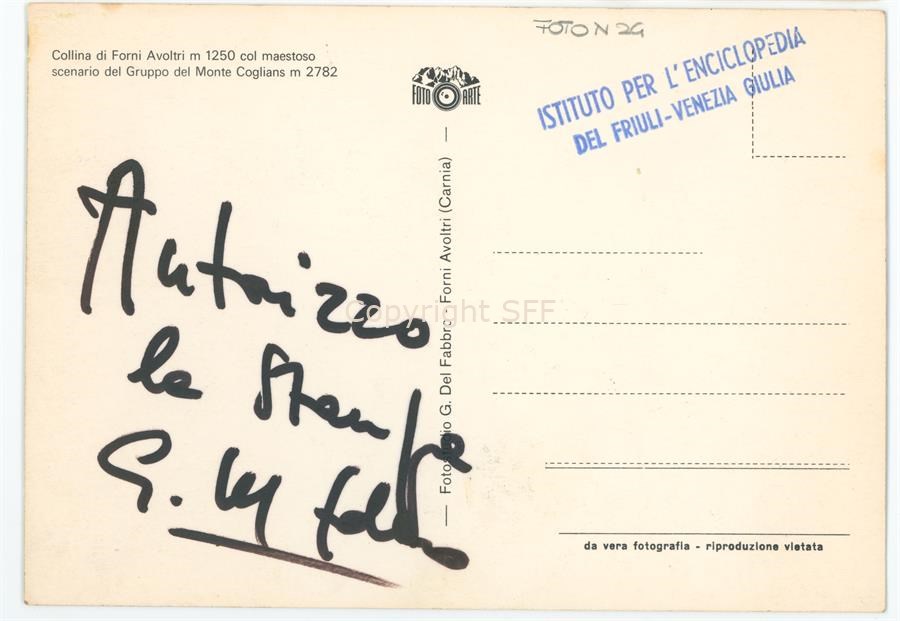 FOTO N 29
Collina di Forni Avoltri m 1250 col maestoso
scenario del Gruppo del Monte Coglians m 2782
FOTO ARTE
ISTITUTO PER L'ENCICLOPEDIA
DEL FRIULI-VENEZIA GIULIA
Autorizzo
la stampa
G.
Copyright SFF
Fotostudio G. Del Fabbro - Forni Avoltri (Carnia)
da vera fotografia - riproduzione vietata